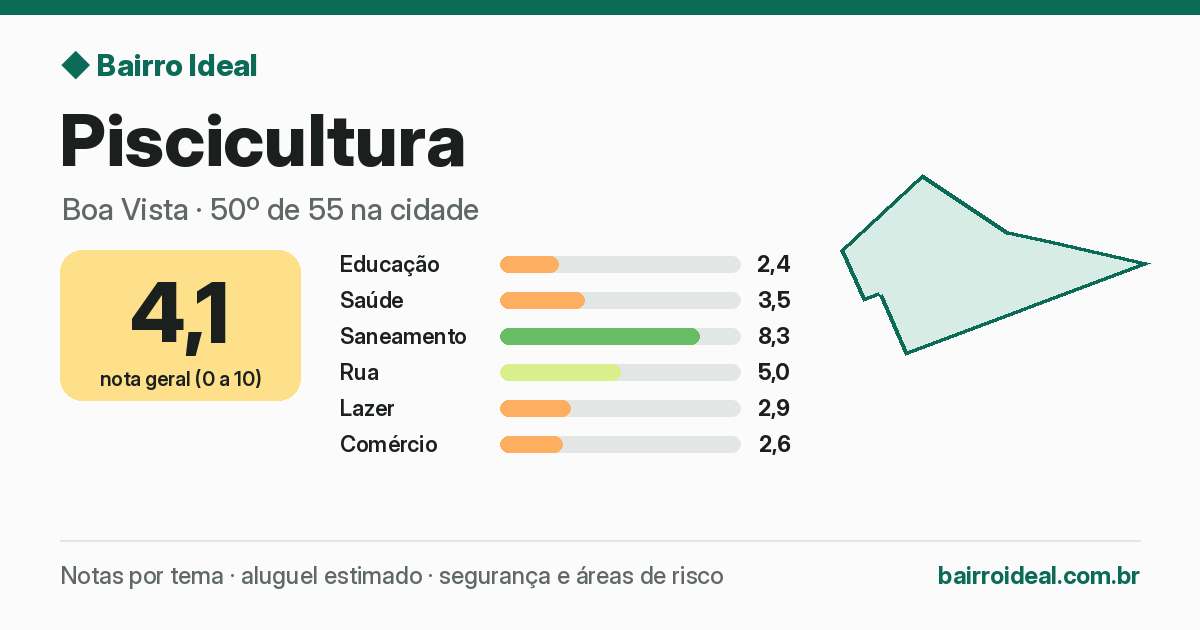 Bairro Ideal
Piscicultura
Boa Vista · 50º de 55 na cidade
4,1
nota geral (0 a 10)
Educação 2,4
Saúde 3,5
Saneamento 8,3
Rua 5,0
Lazer 2,9
Comércio 2,6
Notas por tema · aluguel estimado · segurança e áreas de risco
bairroideal.com.br